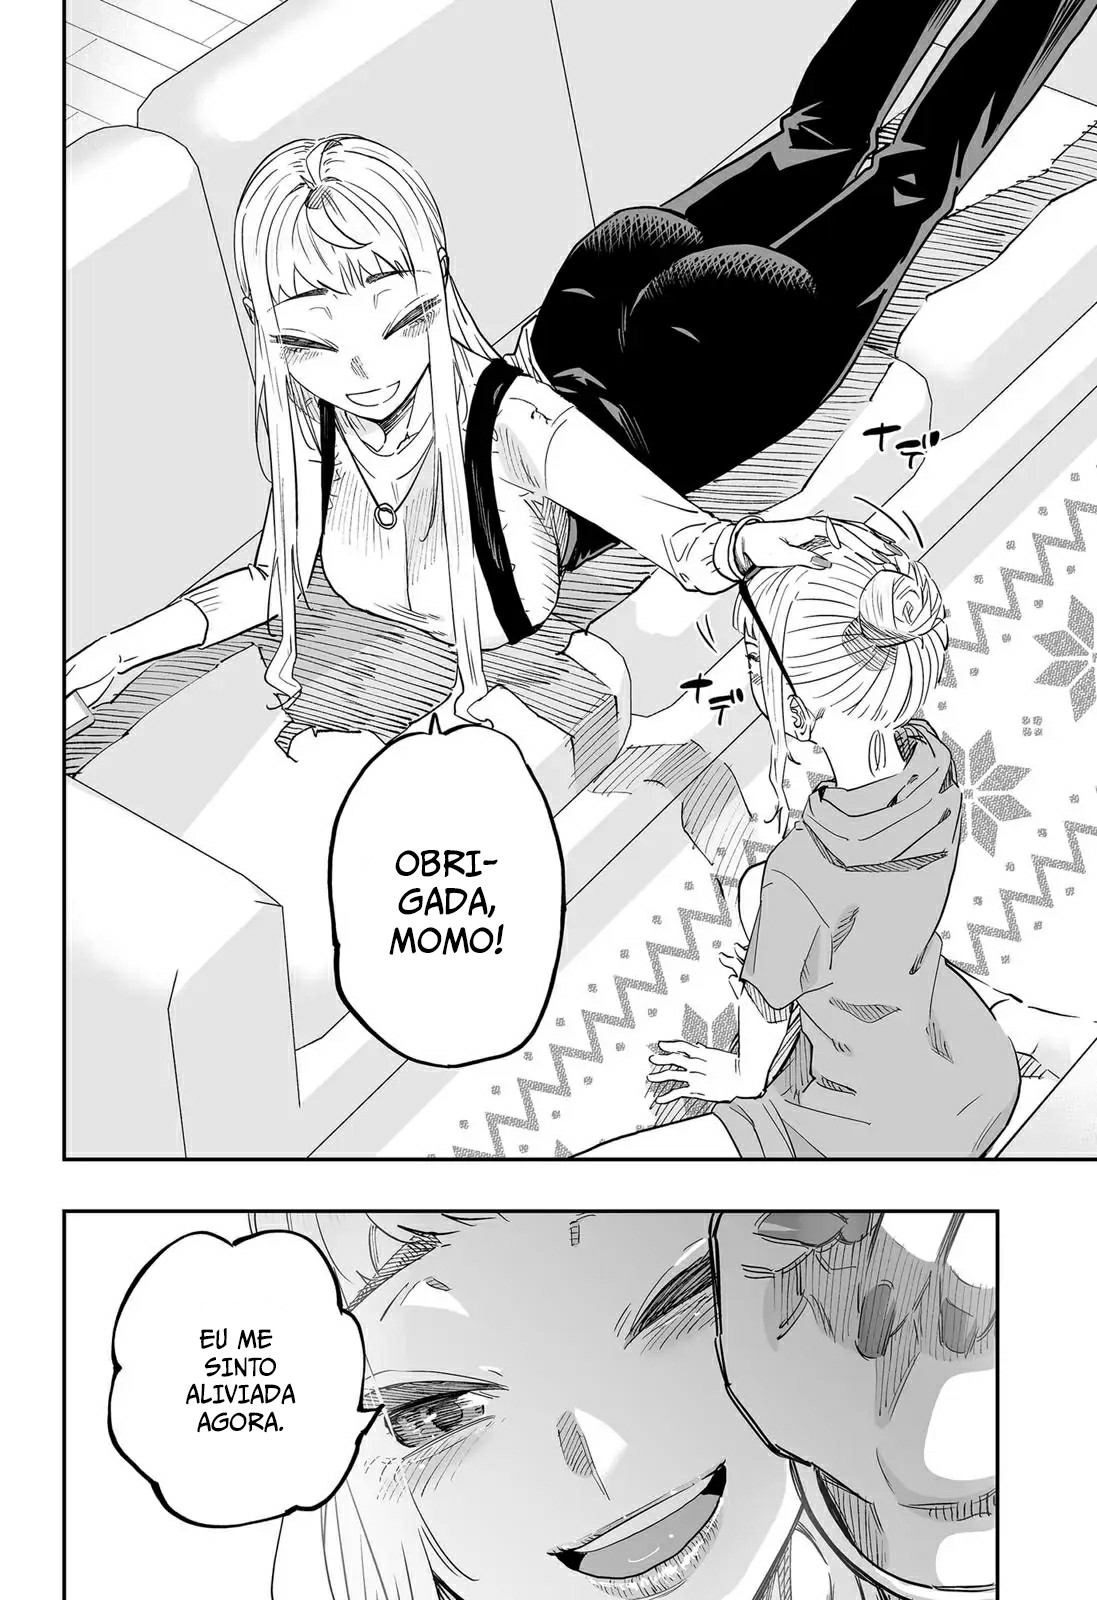 ナデ
ナデ
OBRI-
GADA,
MOMO!
EU ME
SINTO
ALIVIADA
AGORA.